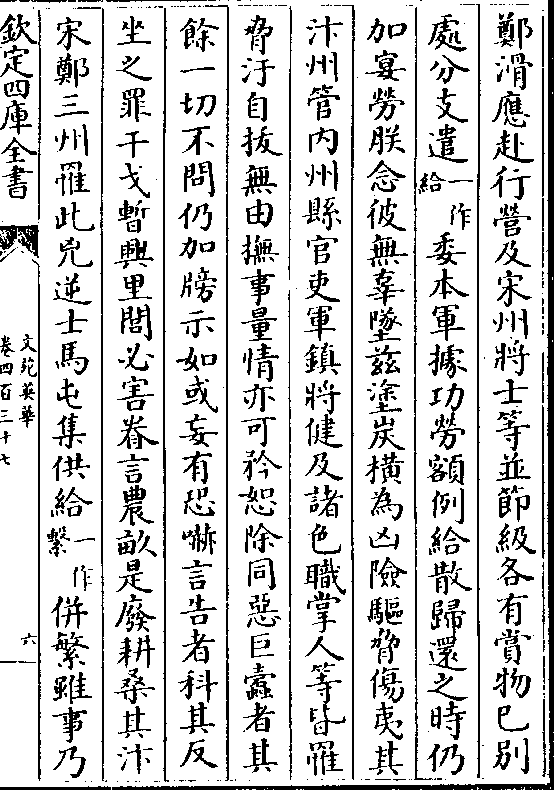 鄭滑應赴行營及宋州將士等並節級各有賞物已別
處分支遣一作給委本軍據功勞額例給散歸還之時仍
加宴勞朕念彼無辜墜兹塗炭橫為凶險驅脅傷夷其
汴州管内州縣官吏軍鎮將健及諸色職掌人等皆罹
脅汙自拔無由撫事量情亦可矜恕除同惡巨蠹者其
餘一切不問仍加牓示如或妄有恐嚇言告者科其反
坐之罪干戈暫興里閭必害眷言農畝是廢耕桑其汴
宋鄭三州罹此兇逆士馬屯集供給一作繫併繁雖事乃
欽定四庫全書
文苑英華
卷四百三十七
六